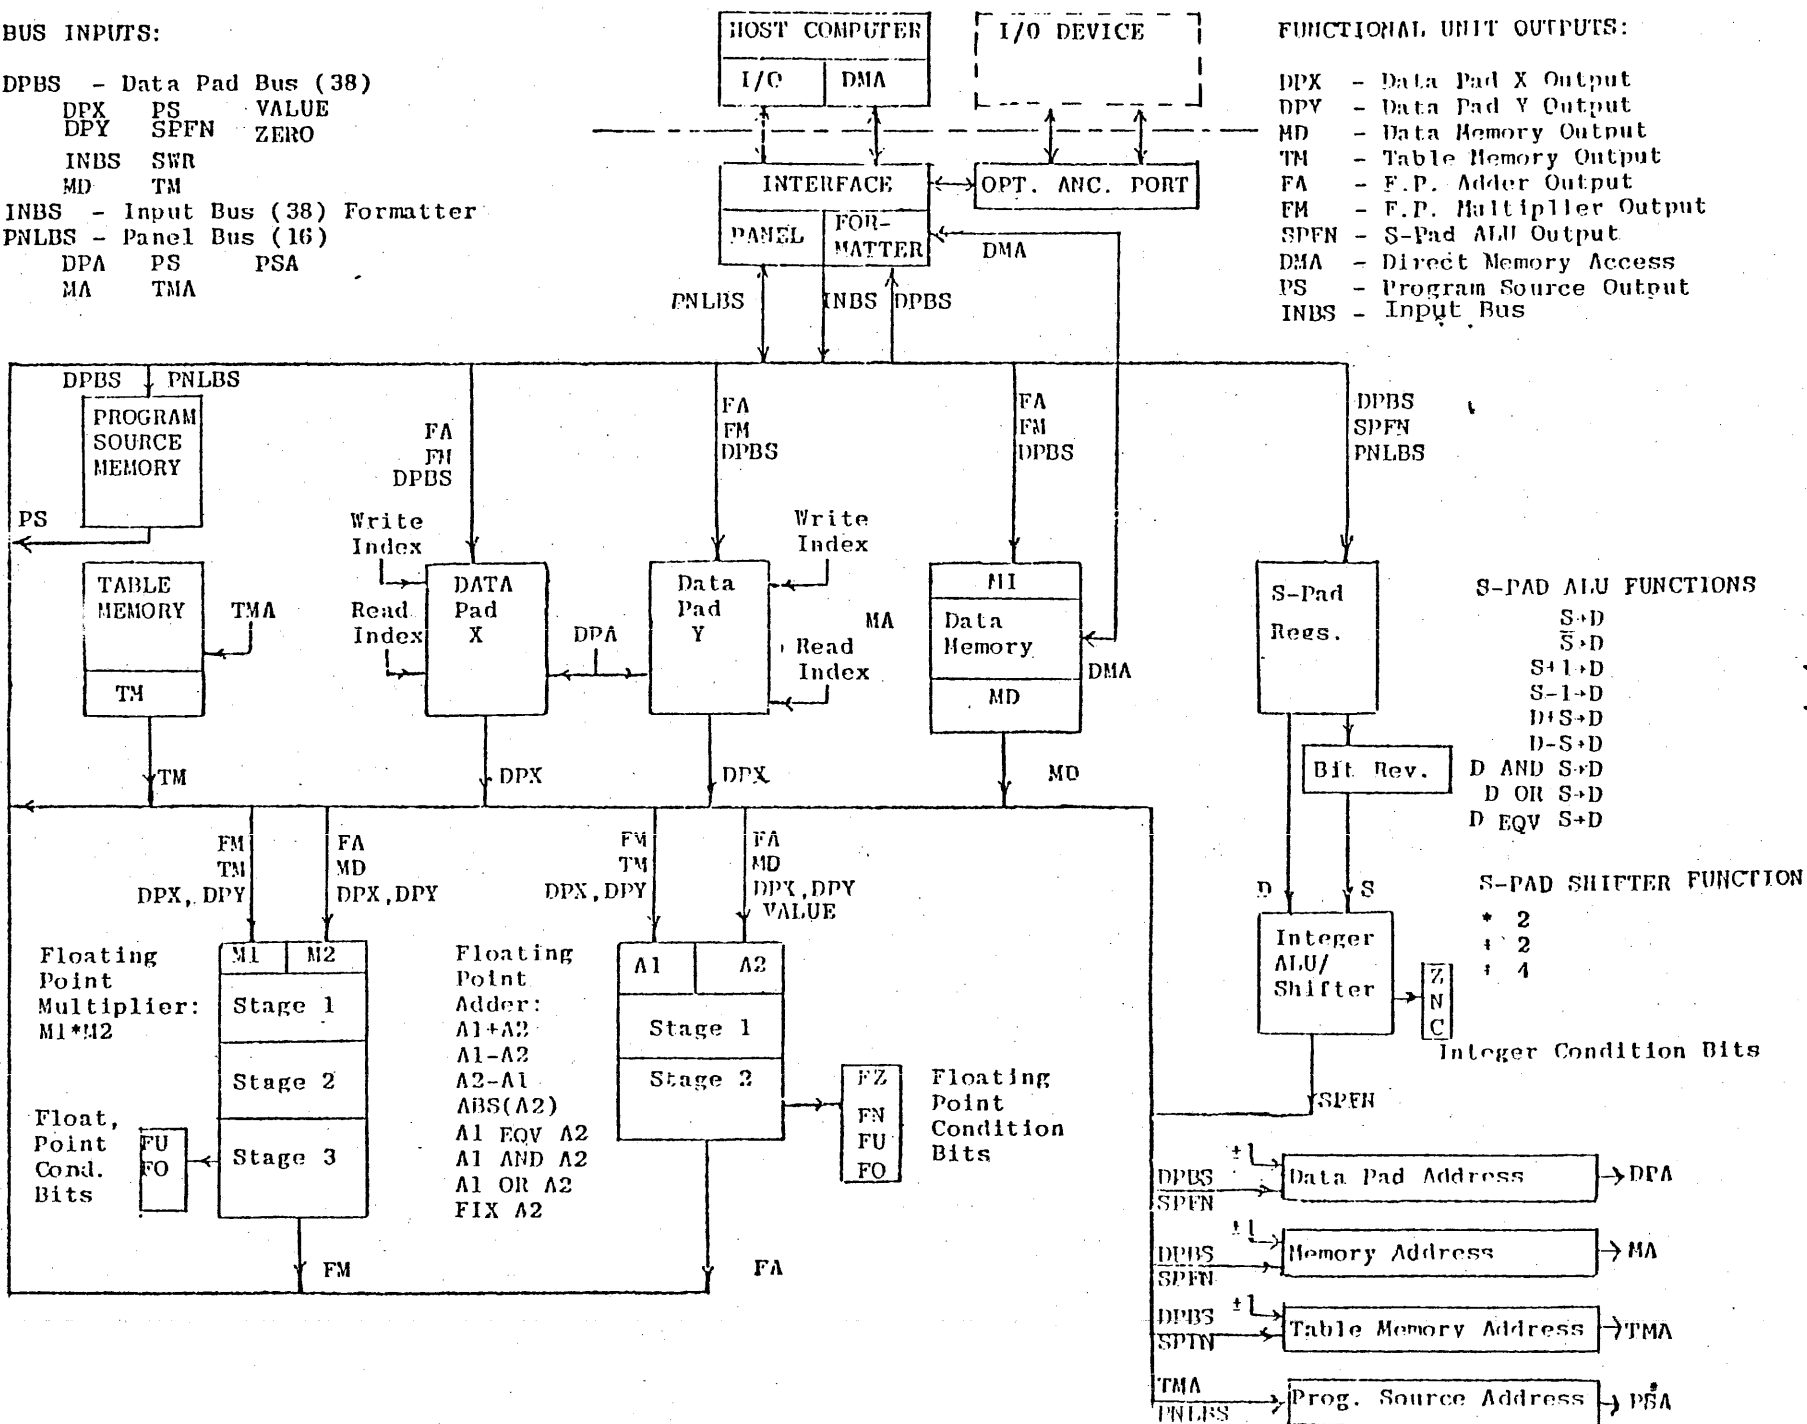 BUS INPUTS:
DPBS - Data Pad Bus (38)
DPX PS VALUE
DPY SPFN ZERO
INBS SWR
MD TM
INBS - Input Bus (38) Formatter
PNLBS - Panel Bus (16)
DPA PS PSA
MA TMA
HOST COMPUTER
I/O DMA
I/O DEVICE
INTERFACE
PANEL
FOR-
MATTER
OPT. ANC. PORT
DMA
PNLBS
INBS
DPBS
FUNCTIONAL UNIT OUTPUTS:
DPX - Data Pad X Output
DPY - Data Pad Y Output
MD - Data Memory Output
TM - Table Memory Output
FA - F.P. Adder Output
FM - F.P. Multiplier Output
SPFN - S-Pad ALU Output
DMA - Direct Memory Access
PS - Program Source Output
INBS - Input Bus
DPBS PNLBS
PROGRAM
SOURCE
MEMORY
PS
FA
FM
DPBS
FA
FM
DPBS
FA
FM
DPBS
DPBS
SPFN
PNLBS
TABLE
MEMORY
TM
TMA
Write
Index
Read
Index
DATA
Pad
X
DPA
Data
Pad
Y
Write
Index
Read
Index
MA
MI
Data
Memory
MD
DMA
S-Pad
Regs.
Bit Rev.
S-PAD ALU FUNCTIONS
S→D
S̅→D
S+1→D
S-1→D
D+S→D
D-S→D
D AND S→D
D OR S→D
D EQV S→D
TM
DPX
DPX
MD
FM
TM
DPX, DPY
FA
MD
DPX,DPY
FM
TM
DPX,DPY
FA
MD
DPX,DPY
VALUE
D
S
S-PAD SHIFTER FUNCTION
* 2
÷ 2
÷ 4
Floating
Point
Multiplier:
M1*M2
M1 M2
Stage 1
Stage 2
Stage 3
Float,
Point
Cond.
Bits
FU
FO
FM
Floating
Point
Adder:
A1+A2
A1-A2
A2-A1
ABS(A2)
A1 EQV A2
A1 AND A2
A1 OR A2
FIX A2
A1 A2
Stage 1
Stage 2
FZ
FN
FU
FO
Floating
Point
Condition
Bits
FA
Integer
ALU/
Shifter
Z
N
C
Integer Condition Bits
SPFN
±1
DPBS
SPFN
Data Pad Address
DPA
±1
DPBS
SPFN
Memory Address
MA
±1
DPBS
SPFN
Table Memory Address
TMA
TMA
PNLBS
Prog. Source Address
PSA